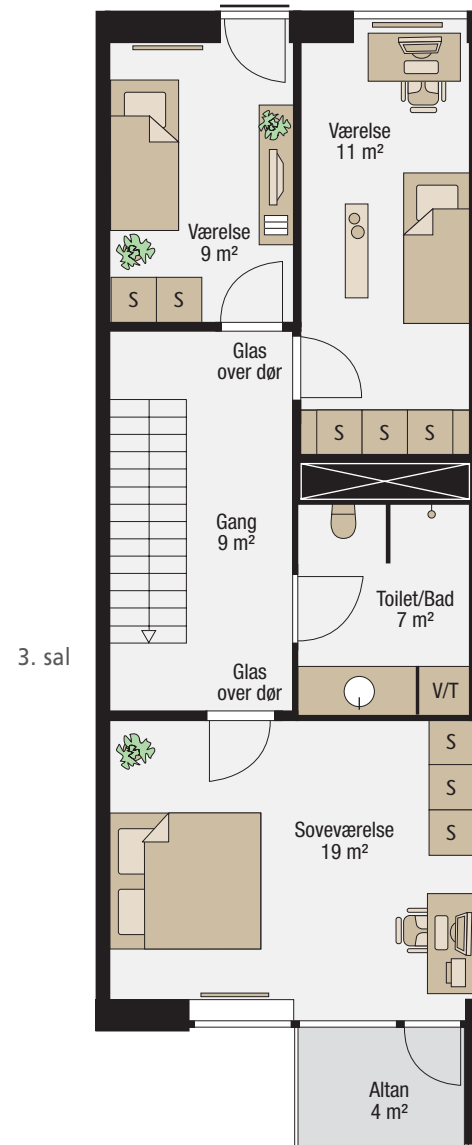 Værelse
11 m²
Værelse
9 m²
S S
Glas
over dør
S S S
Gang
9 m²
Toilet/Bad
7 m²
3. sal
Glas
over dør
V/T
S
S
S
Soveværelse
19 m²
Altan
4 m²